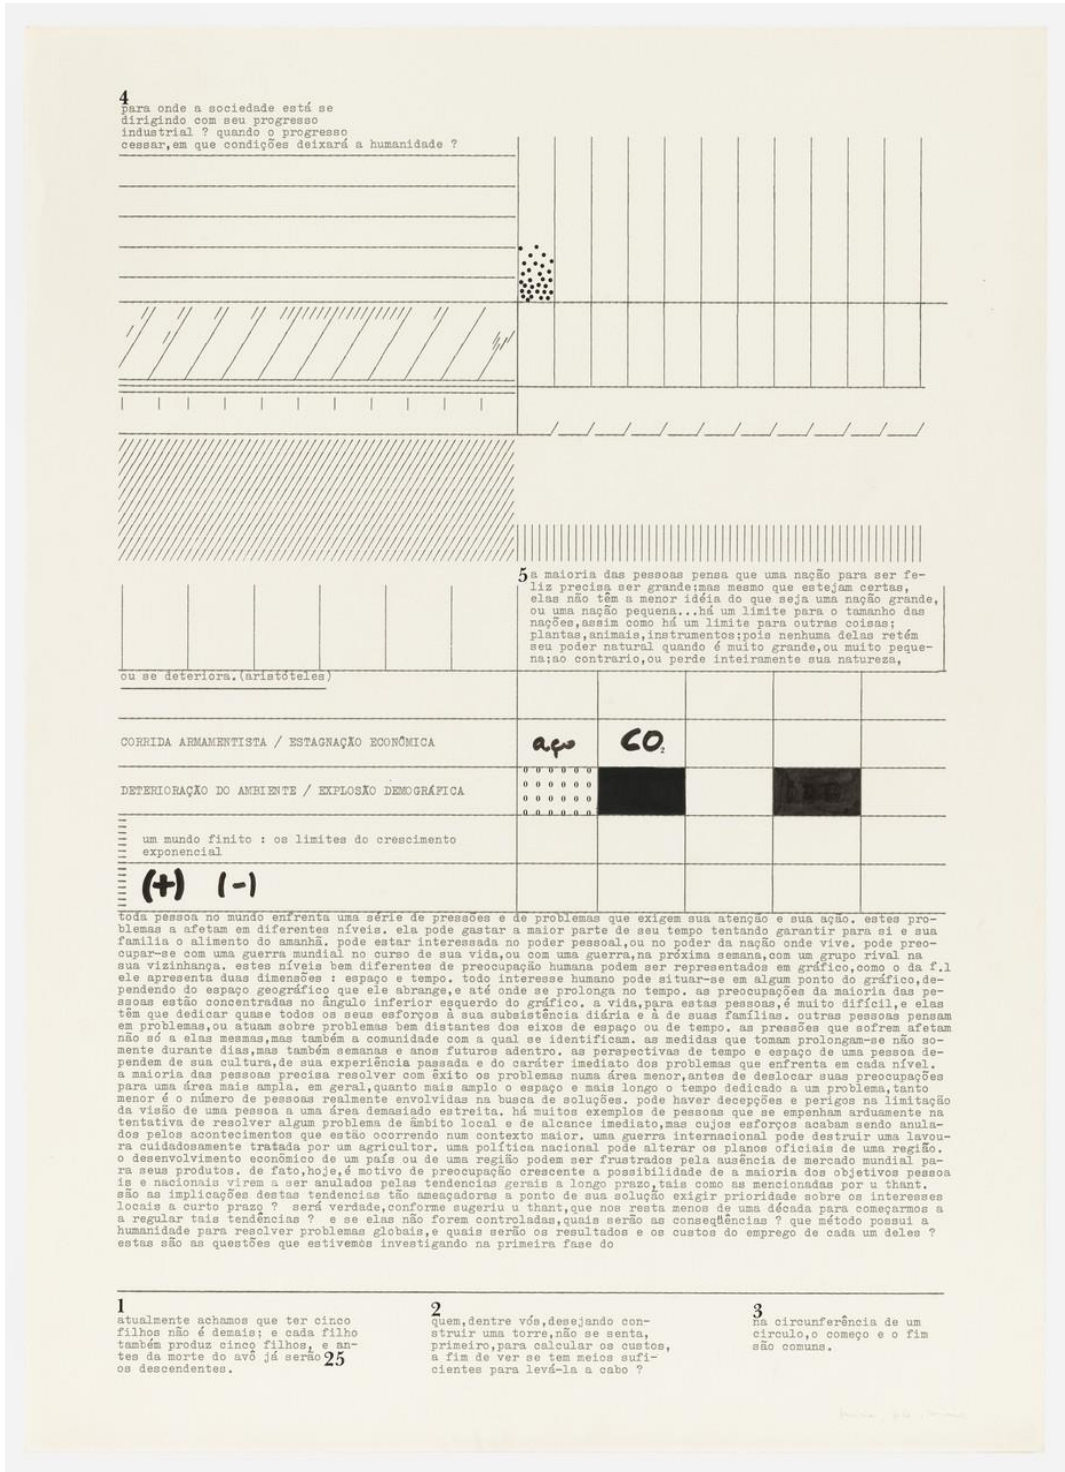 4
para onde a sociedade está se
dirigindo com seu progresso
industrial ? quando o progresso
cessar,em que condições deixará a humanidade ?
5 a maioria das pessoas pensa que uma nação para ser fe-
liz precisa ser grande;mas mesmo que estejam certas,
elas não têm a menor idéia do que seja uma nação grande,
ou uma nação pequena...há um limite para o tamanho das
nações,assim como há um limite para outras coisas;
plantas,animais,instrumentos;pois nenhuma delas retém
seu poder natural quando é muito grande,ou muito peque-
na;ao contrario,ou perde inteiramente sua natureza,
ou se deteriora.(aristóteles)
CORRIDA ARMAMENTISTA / ESTAGNAÇÃO ECONÔMICA
aço
CO2
DETERIORAÇÃO DO AMBIENTE / EXPLOSÃO DEMOGRÁFICA
um mundo finito : os limites do crescimento
exponencial
(+) (-)
toda pessoa no mundo enfrenta uma série de pressões e de problemas que exigem sua atenção e sua ação. estes pro-
blemas a afetam em diferentes níveis. ela pode gastar a maior parte de seu tempo tentando garantir para si e sua
familia o alimento do amanhã. pode estar interessada no poder pessoal,ou no poder da nação onde vive. pode preo-
cupar-se com uma guerra mundial no curso de sua vida,ou com uma guerra,na próxima semana,com um grupo rival na
sua vizinhança. estes níveis bem diferentes de preocupação humana podem ser representados em gráfico,como o da f.1
ele apresenta duas dimensões : espaço e tempo. todo interesse humano pode situar-se em algum ponto do gráfico,de-
pendendo do espaço geográfico que ele abrange,e até onde se prolonga no tempo. as preocupações da maioria das pe-
ssoas estão concentradas no ângulo inferior esquerdo do gráfico. a vida,para estas pessoas,é muito difícil,e elas
têm que dedicar quase todos os seus esforços à sua subsistência diária e à de suas famílias. outras pessoas pensam
em problemas,ou atuam sobre problemas bem distantes dos eixos de espaço ou de tempo. as pressões que sofrem afetam
não só a elas mesmas,mas também a comunidade com a qual se identificam. as medidas que tomam prolongam-se não so-
mente durante dias,mas também semanas e anos futuros adentro. as perspectivas de tempo e espaço de uma pessoa de-
pendem de sua cultura,de sua experiência passada e do caráter imediato dos problemas que enfrenta em cada nível.
a maioria das pessoas precisa resolver com êxito os problemas numa área menor,antes de deslocar suas preocupações
para uma área mais ampla. em geral,quanto mais amplo o espaço e mais longo o tempo dedicado a um problema,tanto
menor é o número de pessoas realmente envolvidas na busca de soluções. pode haver decepções e perigos na limitação
da visão de uma pessoa a uma área demasiado estreita. há muitos exemplos de pessoas que se empenham arduamente na
tentativa de resolver algum problema de âmbito local e de alcance imediato,mas cujos esforços acabam sendo anula-
dos pelos acontecimentos que estão ocorrendo num contexto maior. uma guerra internacional pode destruir uma lavou-
ra cuidadosamente tratada por um agricultor. uma política nacional pode alterar os planos oficiais de uma região.
o desenvolvimento econômico de um país ou de uma região podem ser frustrados pela ausência de mercado mundial pa-
ra seus produtos. de fato,hoje,é motivo de preocupação crescente a possibilidade de a maioria dos objetivos pessoa
is e nacionais virem a ser anulados pelas tendencias gerais a longo prazo,tais como as mencionadas por u thant.
são as implicações destas tendencias tão ameaçadoras a ponto de sua solução exigir prioridade sobre os interesses
locais a curto prazo ? será verdade,conforme sugeriu u thant,que nos resta menos de uma década para começarmos a
a regular tais tendências ? e se elas não forem controladas,quais serão as conseqüências ? que método possui a
humanidade para resolver problemas globais,e quais serão os resultados e os custos do emprego de cada um deles ?
estas são as questões que estivemos investigando na primeira fase do
1
atualmente achamos que ter cinco
filhos não é demais; e cada filho
também produz cinco filhos, e an-
tes da morte do avô já serão 25
os descendentes.
2
quem,dentre vós,desejando con-
struir uma torre,não se senta,
primeiro,para calcular os custos,
a fim de ver se tem meios sufi-
cientes para levá-la a cabo ?
3
na circunferência de um
circulo,o começo e o fim
são comuns.